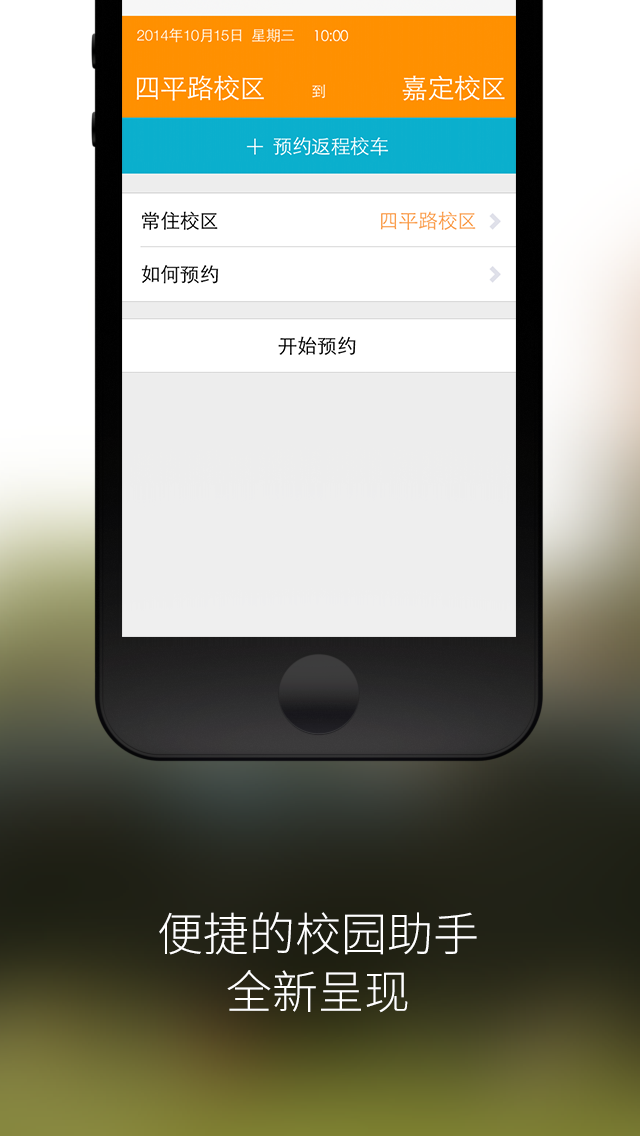 2014年10月15日 星期三 10:00
四平路校区 到 嘉定校区
＋ 预约返程校车
常住校区 四平路校区
如何预约
开始预约
便捷的校园助手
全新呈现